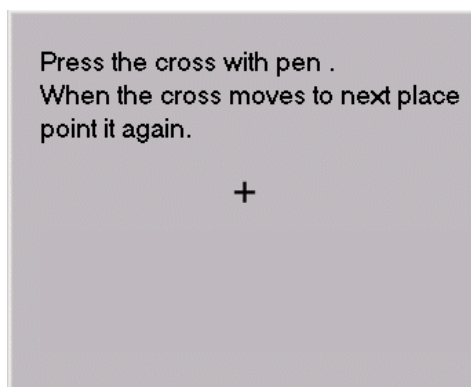 Press the cross with pen .
When the cross moves to next place
point it again.